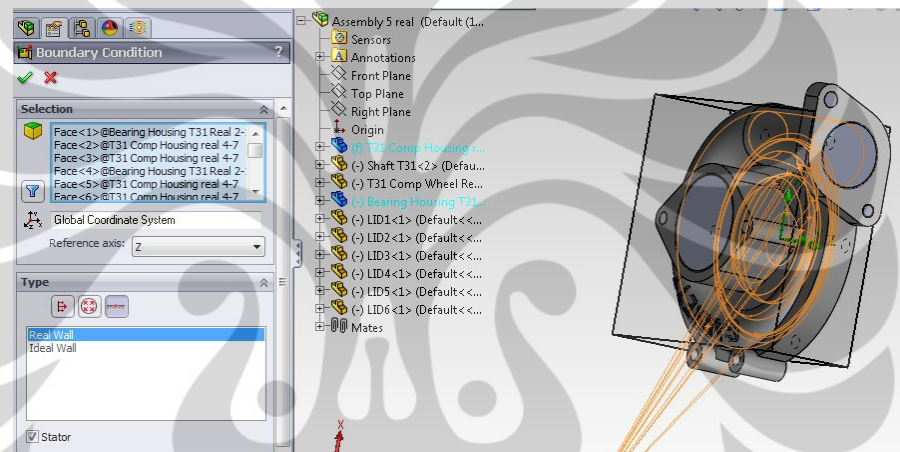 Boundary Condition ?
Selection
Face<1>@Bearing Housing T31 Real 2-
Face<2>@T31 Comp Housing real 4-7
Face<3>@T31 Comp Housing real 4-7
Face<4>@Bearing Housing T31 Real 2-
Face<5>@T31 Comp Housing real 4-7
Face<6>@T31 Comp Housing real 4-7
Global Coordinate System
Reference axis: Z
Type
Real Wall
Ideal Wall
Stator
Assembly 5 real (Default (1...
Sensors
Annotations
Front Plane
Top Plane
Right Plane
Origin
(f) T31 Comp Housing r...
(-) Shaft T31<2> (Defau...
(-) T31 Comp Wheel Re...
(-) Bearing Housing T31...
(-) LID1<1> (Default<<...
(-) LID2<1> (Default<<...
(-) LID3<1> (Default<<...
(-) LID4<1> (Default<<...
(-) LID5<1> (Default<<...
(-) LID6<1> (Default<<...
Mates
X